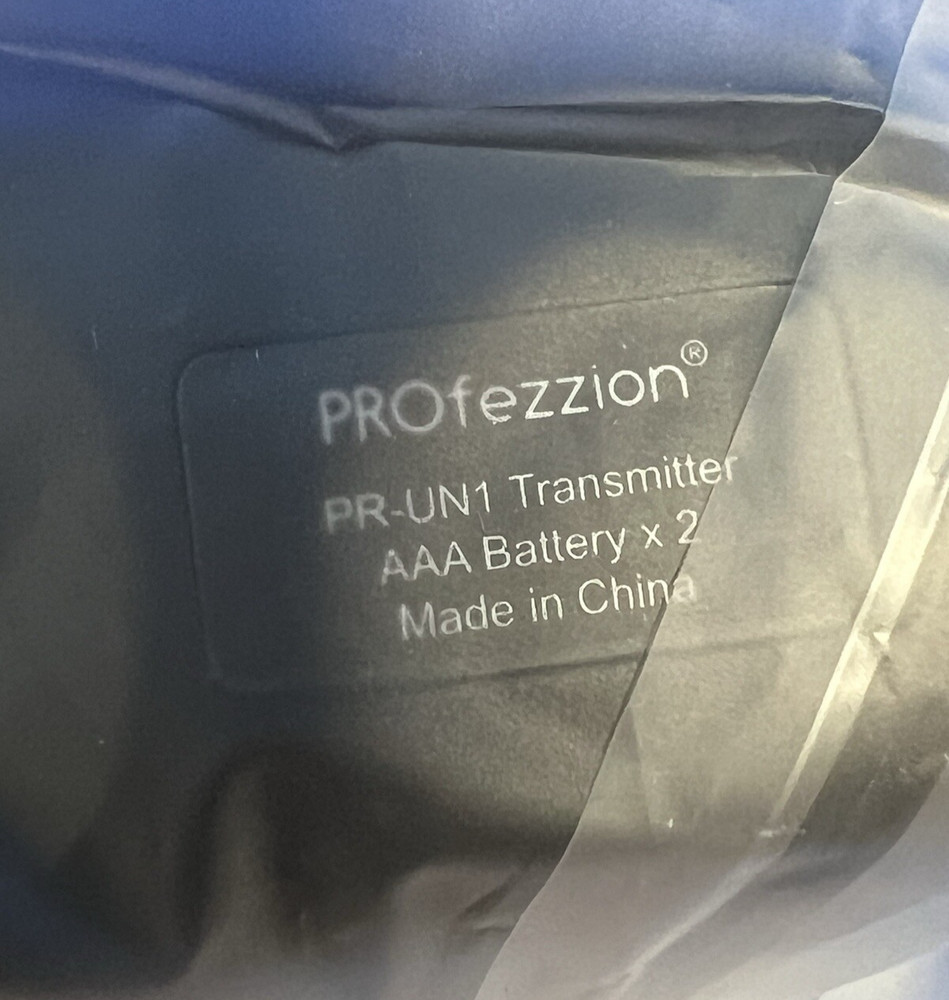 PROfezzion®
PR-UN1 Transmitter
AAA Battery x 2
Made in China